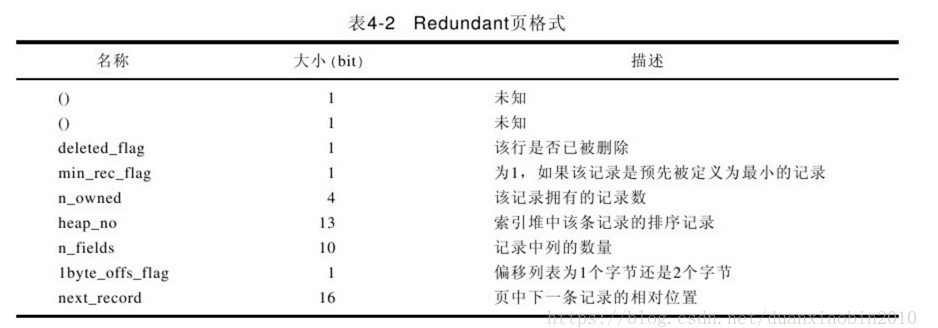 表4-2 Redundant页格式
名称 大小(bit) 描述
() 1 未知
() 1 未知
deleted_flag 1 该行是否已被删除
min_rec_flag 1 为1，如果该记录是预先被定义为最小的记录
n_owned 4 该记录拥有的记录数
heap_no 13 索引堆中该条记录的排序记录
n_fields 10 记录中列的数量
1byte_offs_flag 1 偏移列表为1个字节还是2个字节
next_record 16 页中下一条记录的相对位置
https://blog.csdn.net/duanxiaobin2010